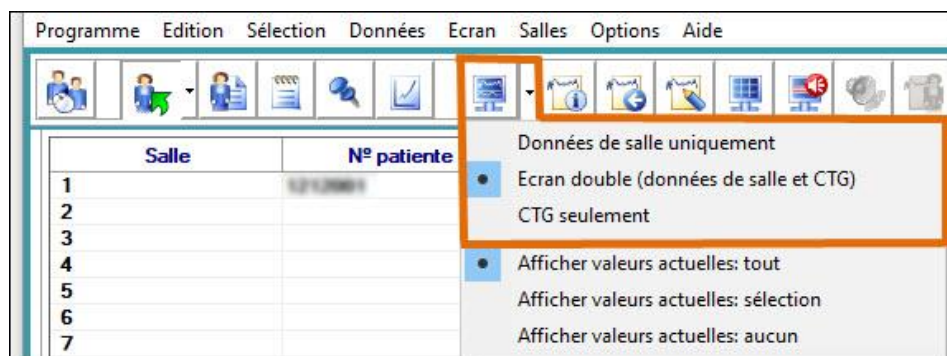 Programme Edition Sélection Données Ecran Salles Options Aide
Salle Nº patiente
1
2
3
4
5
6
7
Données de salle uniquement
Ecran double (données de salle et CTG)
CTG seulement
Afficher valeurs actuelles: tout
Afficher valeurs actuelles: sélection
Afficher valeurs actuelles: aucun